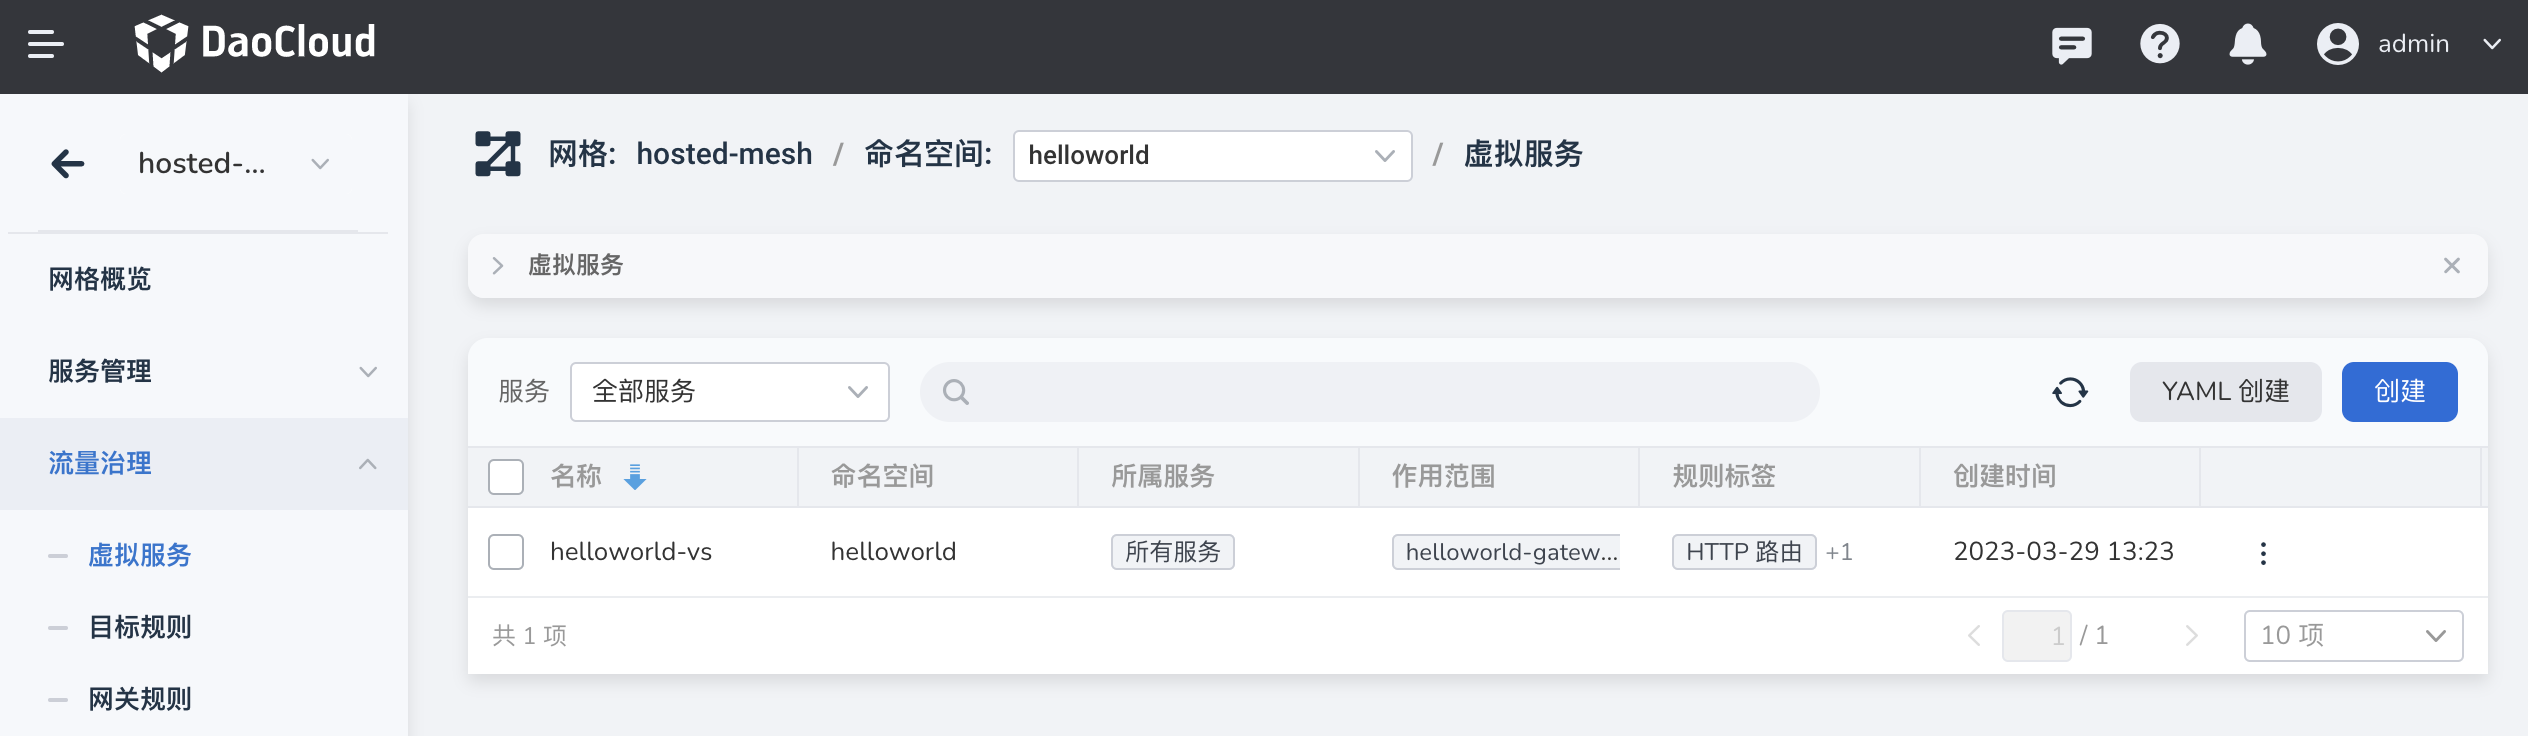 DaoCloud
admin
hosted-...
网格: hosted-mesh / 命名空间: helloworld / 虚拟服务
网格概览
服务管理
流量治理
虚拟服务
目标规则
网关规则
虚拟服务
服务 全部服务 YAML 创建 创建
名称 命名空间 所属服务 作用范围 规则标签 创建时间
helloworld-vs helloworld 所有服务 helloworld-gatew... HTTP 路由 +1 2023-03-29 13:23
共 1 项 1 / 1 10 项